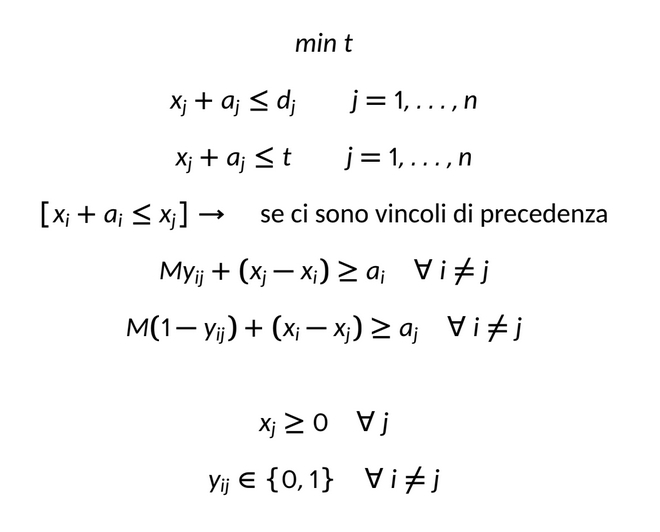 min t
xⱼ + aⱼ ≤ dⱼ j = 1, . . . , n
xⱼ + aⱼ ≤ t j = 1, . . . , n
[xᵢ + aᵢ ≤ xⱼ] → se ci sono vincoli di precedenza
Myᵢⱼ + (xⱼ − xᵢ) ≥ aᵢ ∀ i ≠ j
M(1 − yᵢⱼ) + (xᵢ − xⱼ) ≥ aⱼ ∀ i ≠ j
xⱼ ≥ 0 ∀ j
yᵢⱼ ∈ {0, 1} ∀ i ≠ j